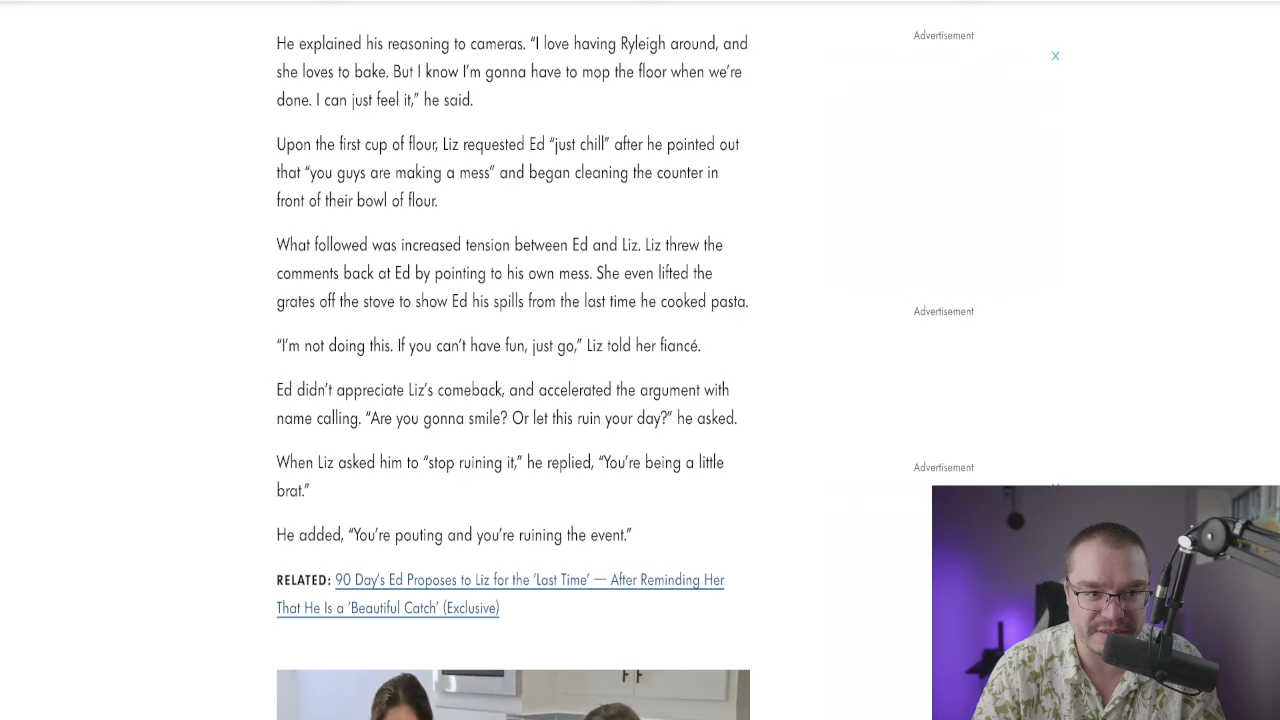 He explained his reasoning to cameras. “I love having Ryleigh around, and
she loves to bake. But I know I’m gonna have to mop the floor when we’re
done. I can just feel it,” he said.
Upon the first cup of flour, Liz requested Ed “just chill” after he pointed out
that “you guys are making a mess” and began cleaning the counter in
front of their bowl of flour.
What followed was increased tension between Ed and Liz. Liz threw the
comments back at Ed by pointing to his own mess. She even lifted the
grates off the stove to show Ed his spills from the last time he cooked pasta.
“I’m not doing this. If you can’t have fun, just go,” Liz told her fiancé.
Ed didn’t appreciate Liz’s comeback, and accelerated the argument with
name calling. “Are you gonna smile? Or let this ruin your day?” he asked.
When Liz asked him to “stop ruining it,” he replied, “You’re being a little
brat.”
He added, “You’re pouting and you’re ruining the event.”
RELATED: 90 Day’s Ed Proposes to Liz for the ‘Last Time’ — After Reminding Her
That He Is a ‘Beautiful Catch’ (Exclusive)
Advertisement
X
Advertisement
Advertisement